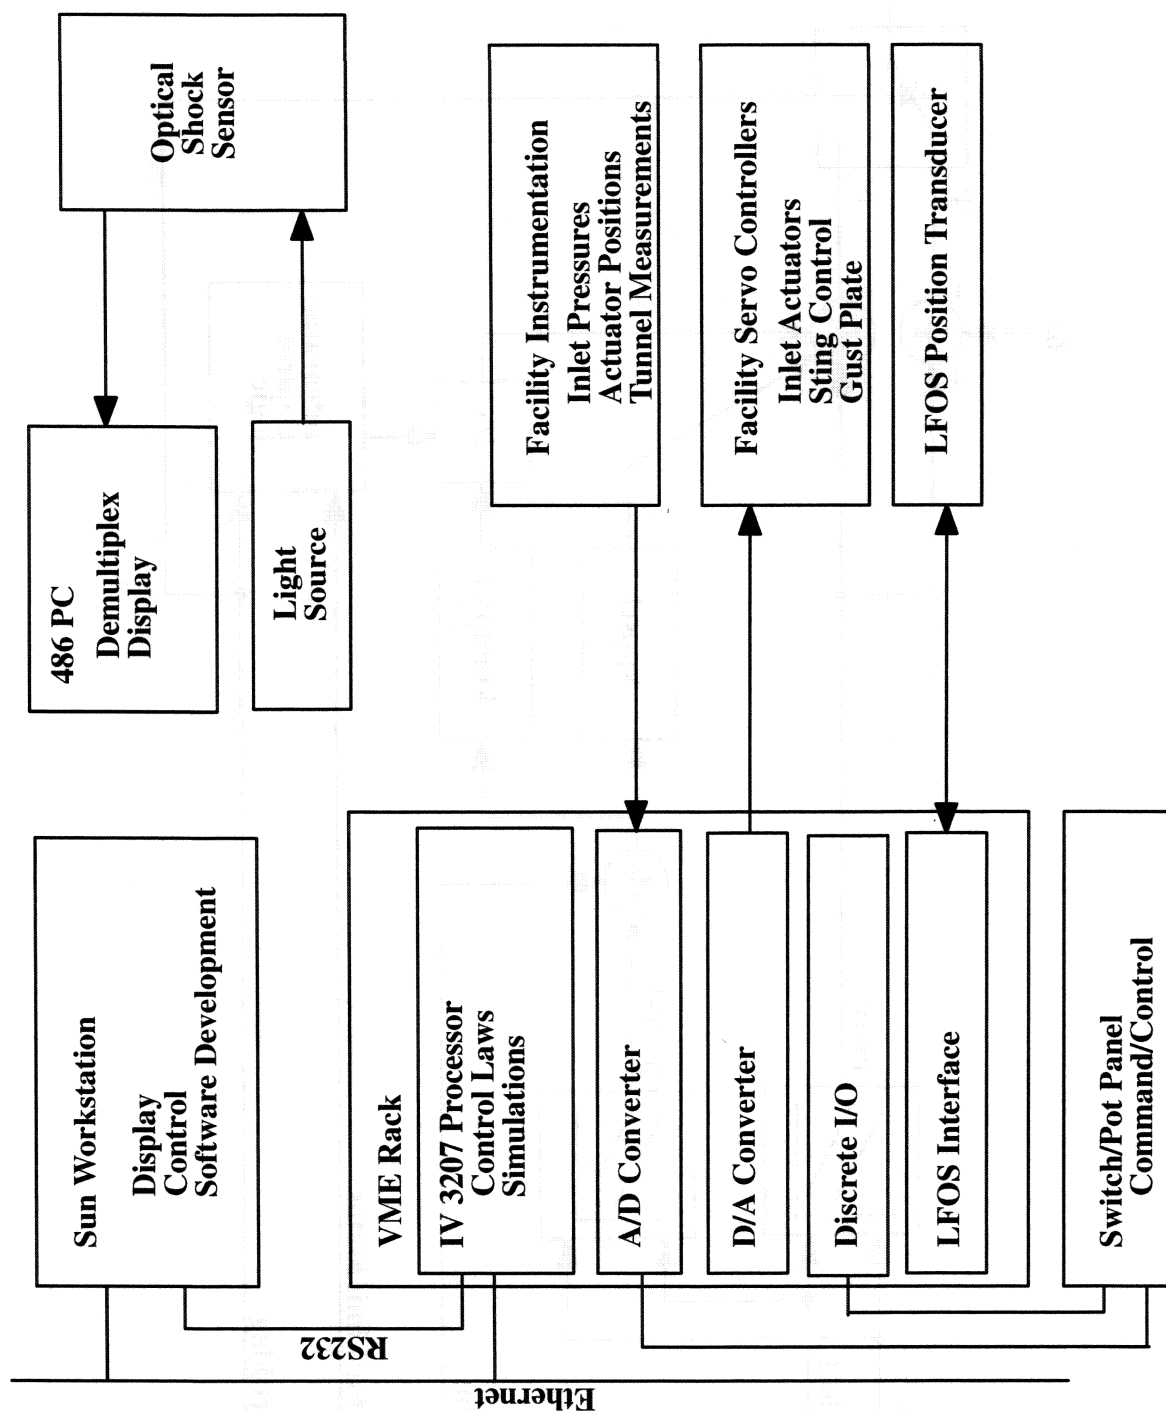 Sun Workstation
Display
Control
Software Development
RS232
Ethernet
VME Rack
IV 3207 Processor
Control Laws
Simulations
A/D Converter
D/A Converter
Discrete I/O
LFOS Interface
Switch/Pot Panel
Command/Control
486 PC
Demultiplex
Display
Light
Source
Optical
Shock
Sensor
Facility Instrumentation
Inlet Pressures
Actuator Positions
Tunnel Measurements
Facility Servo Controllers
Inlet Actuators
Sting Control
Gust Plate
LFOS Position Transducer